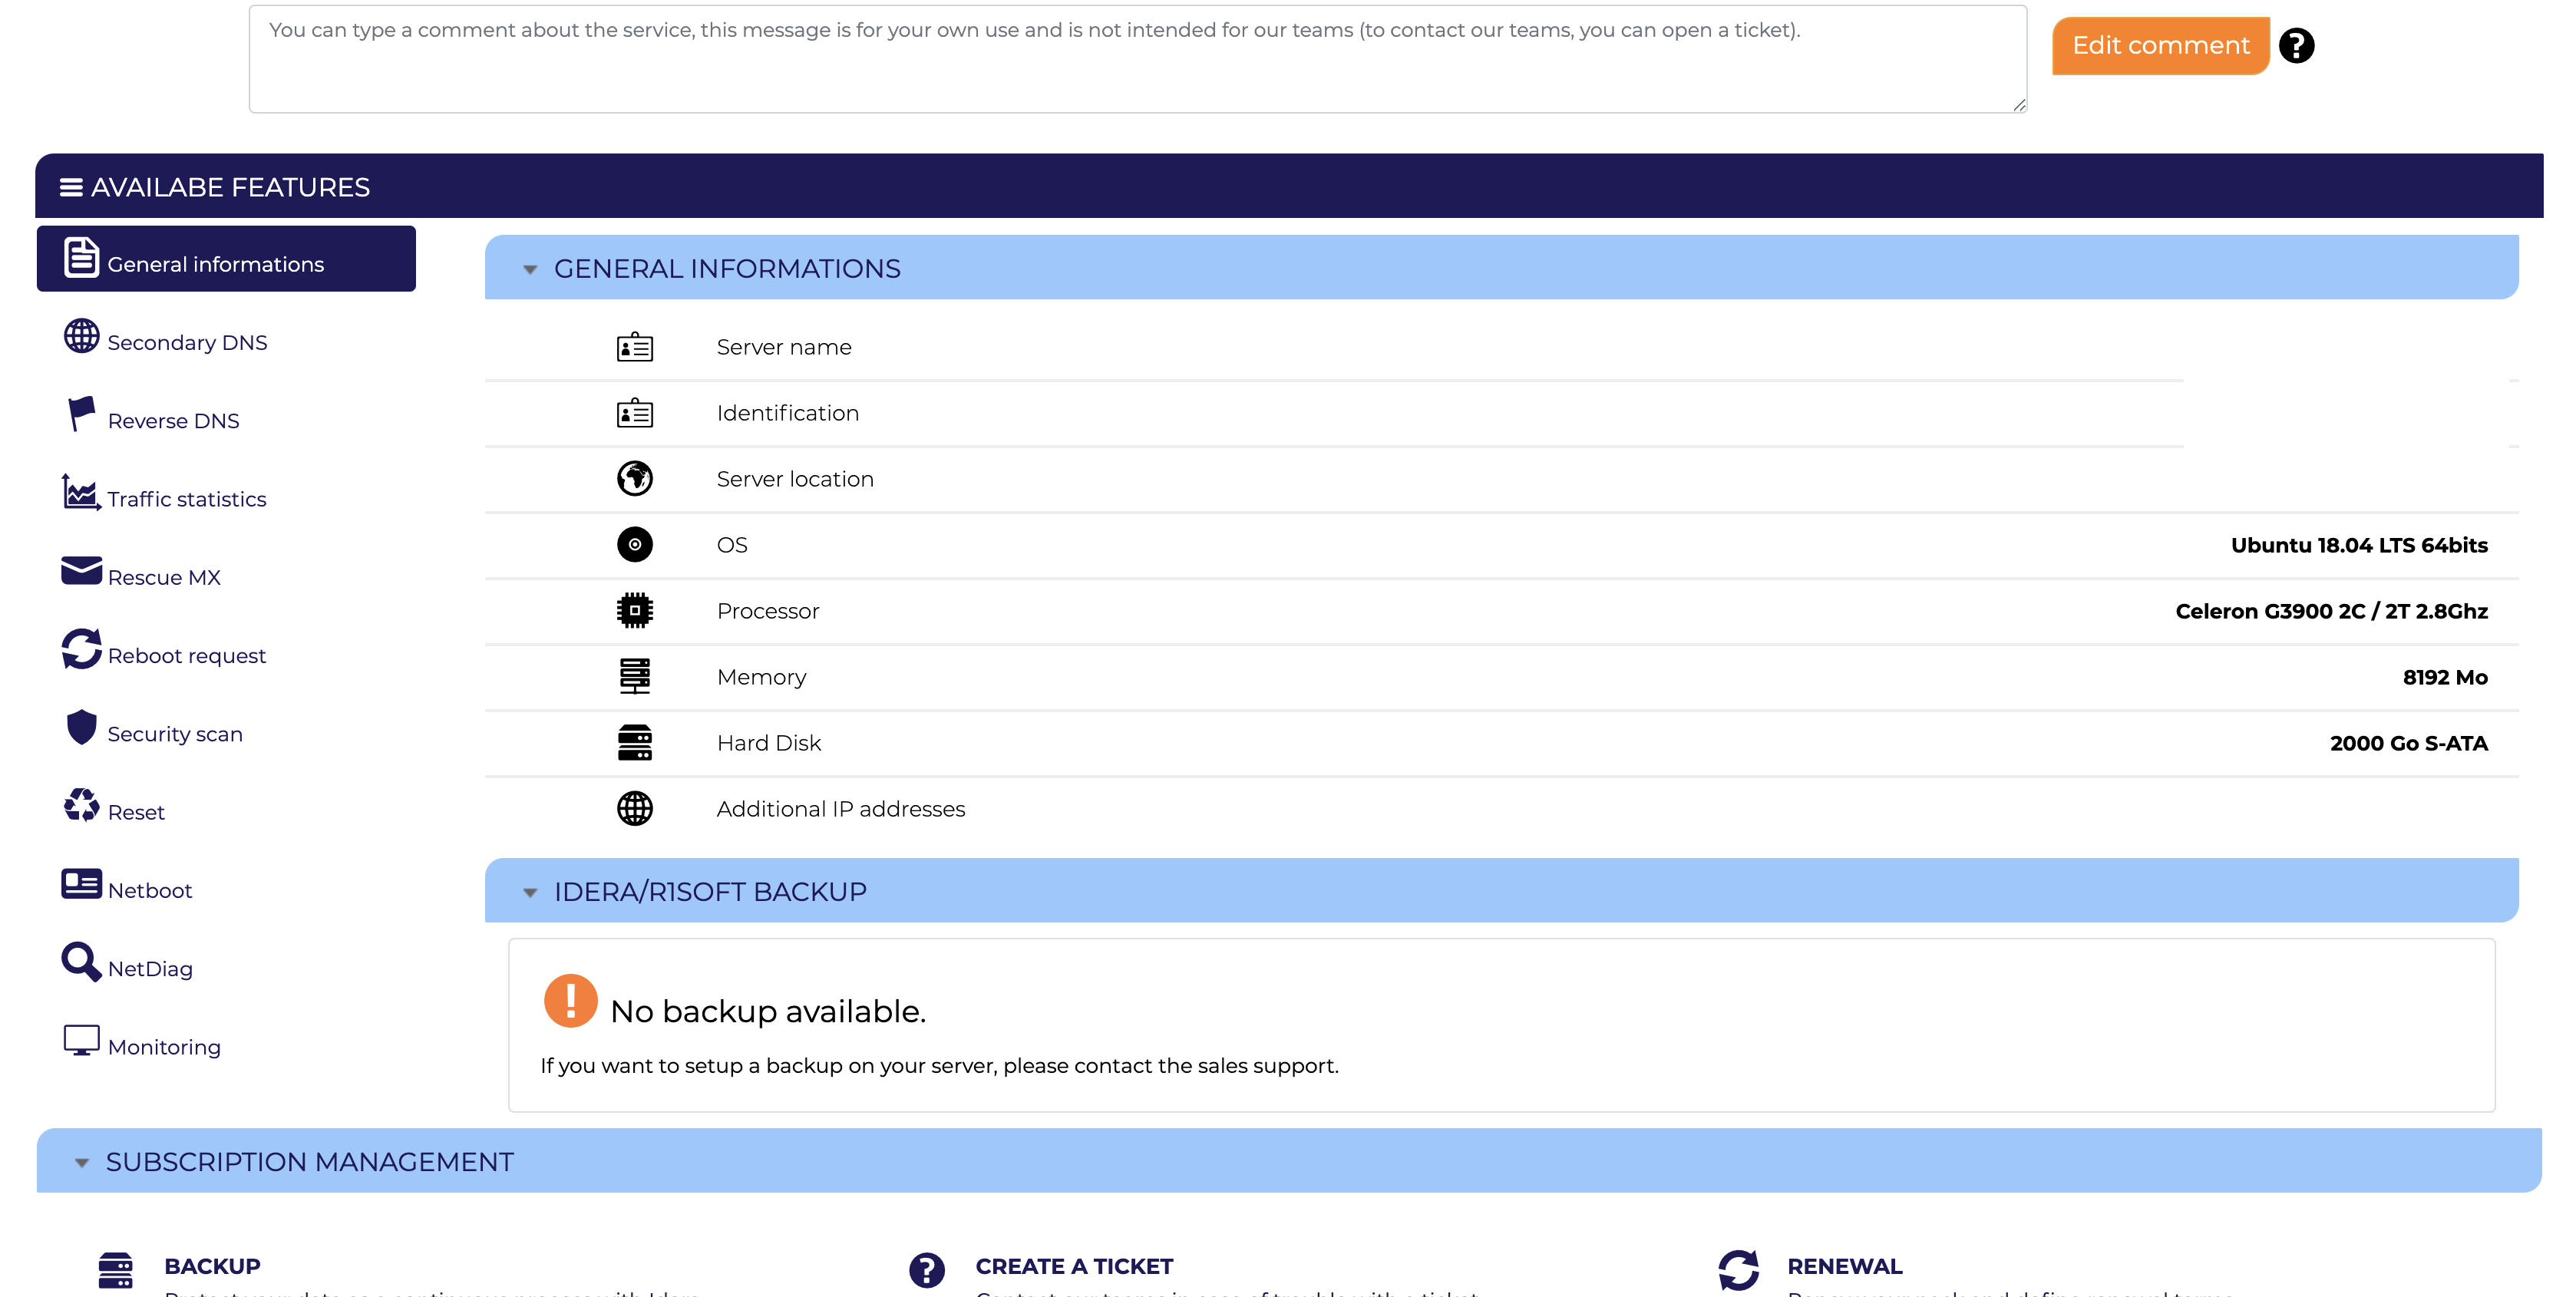 You can type a comment about the service, this message is for your own use and is not intended for our teams (to contact our teams, you can open a ticket).
Edit comment
AVAILABE FEATURES
General informations
Secondary DNS
Reverse DNS
Traffic statistics
Rescue MX
Reboot request
Security scan
Reset
Netboot
NetDiag
Monitoring
GENERAL INFORMATIONS
Server name
Identification
Server location
OS Ubuntu 18.04 LTS 64bits
Processor Celeron G3900 2C / 2T 2.8Ghz
Memory 8192 Mo
Hard Disk 2000 Go S-ATA
Additional IP addresses
IDERA/R1SOFT BACKUP
No backup available.
If you want to setup a backup on your server, please contact the sales support.
SUBSCRIPTION MANAGEMENT
BACKUP
CREATE A TICKET
RENEWAL